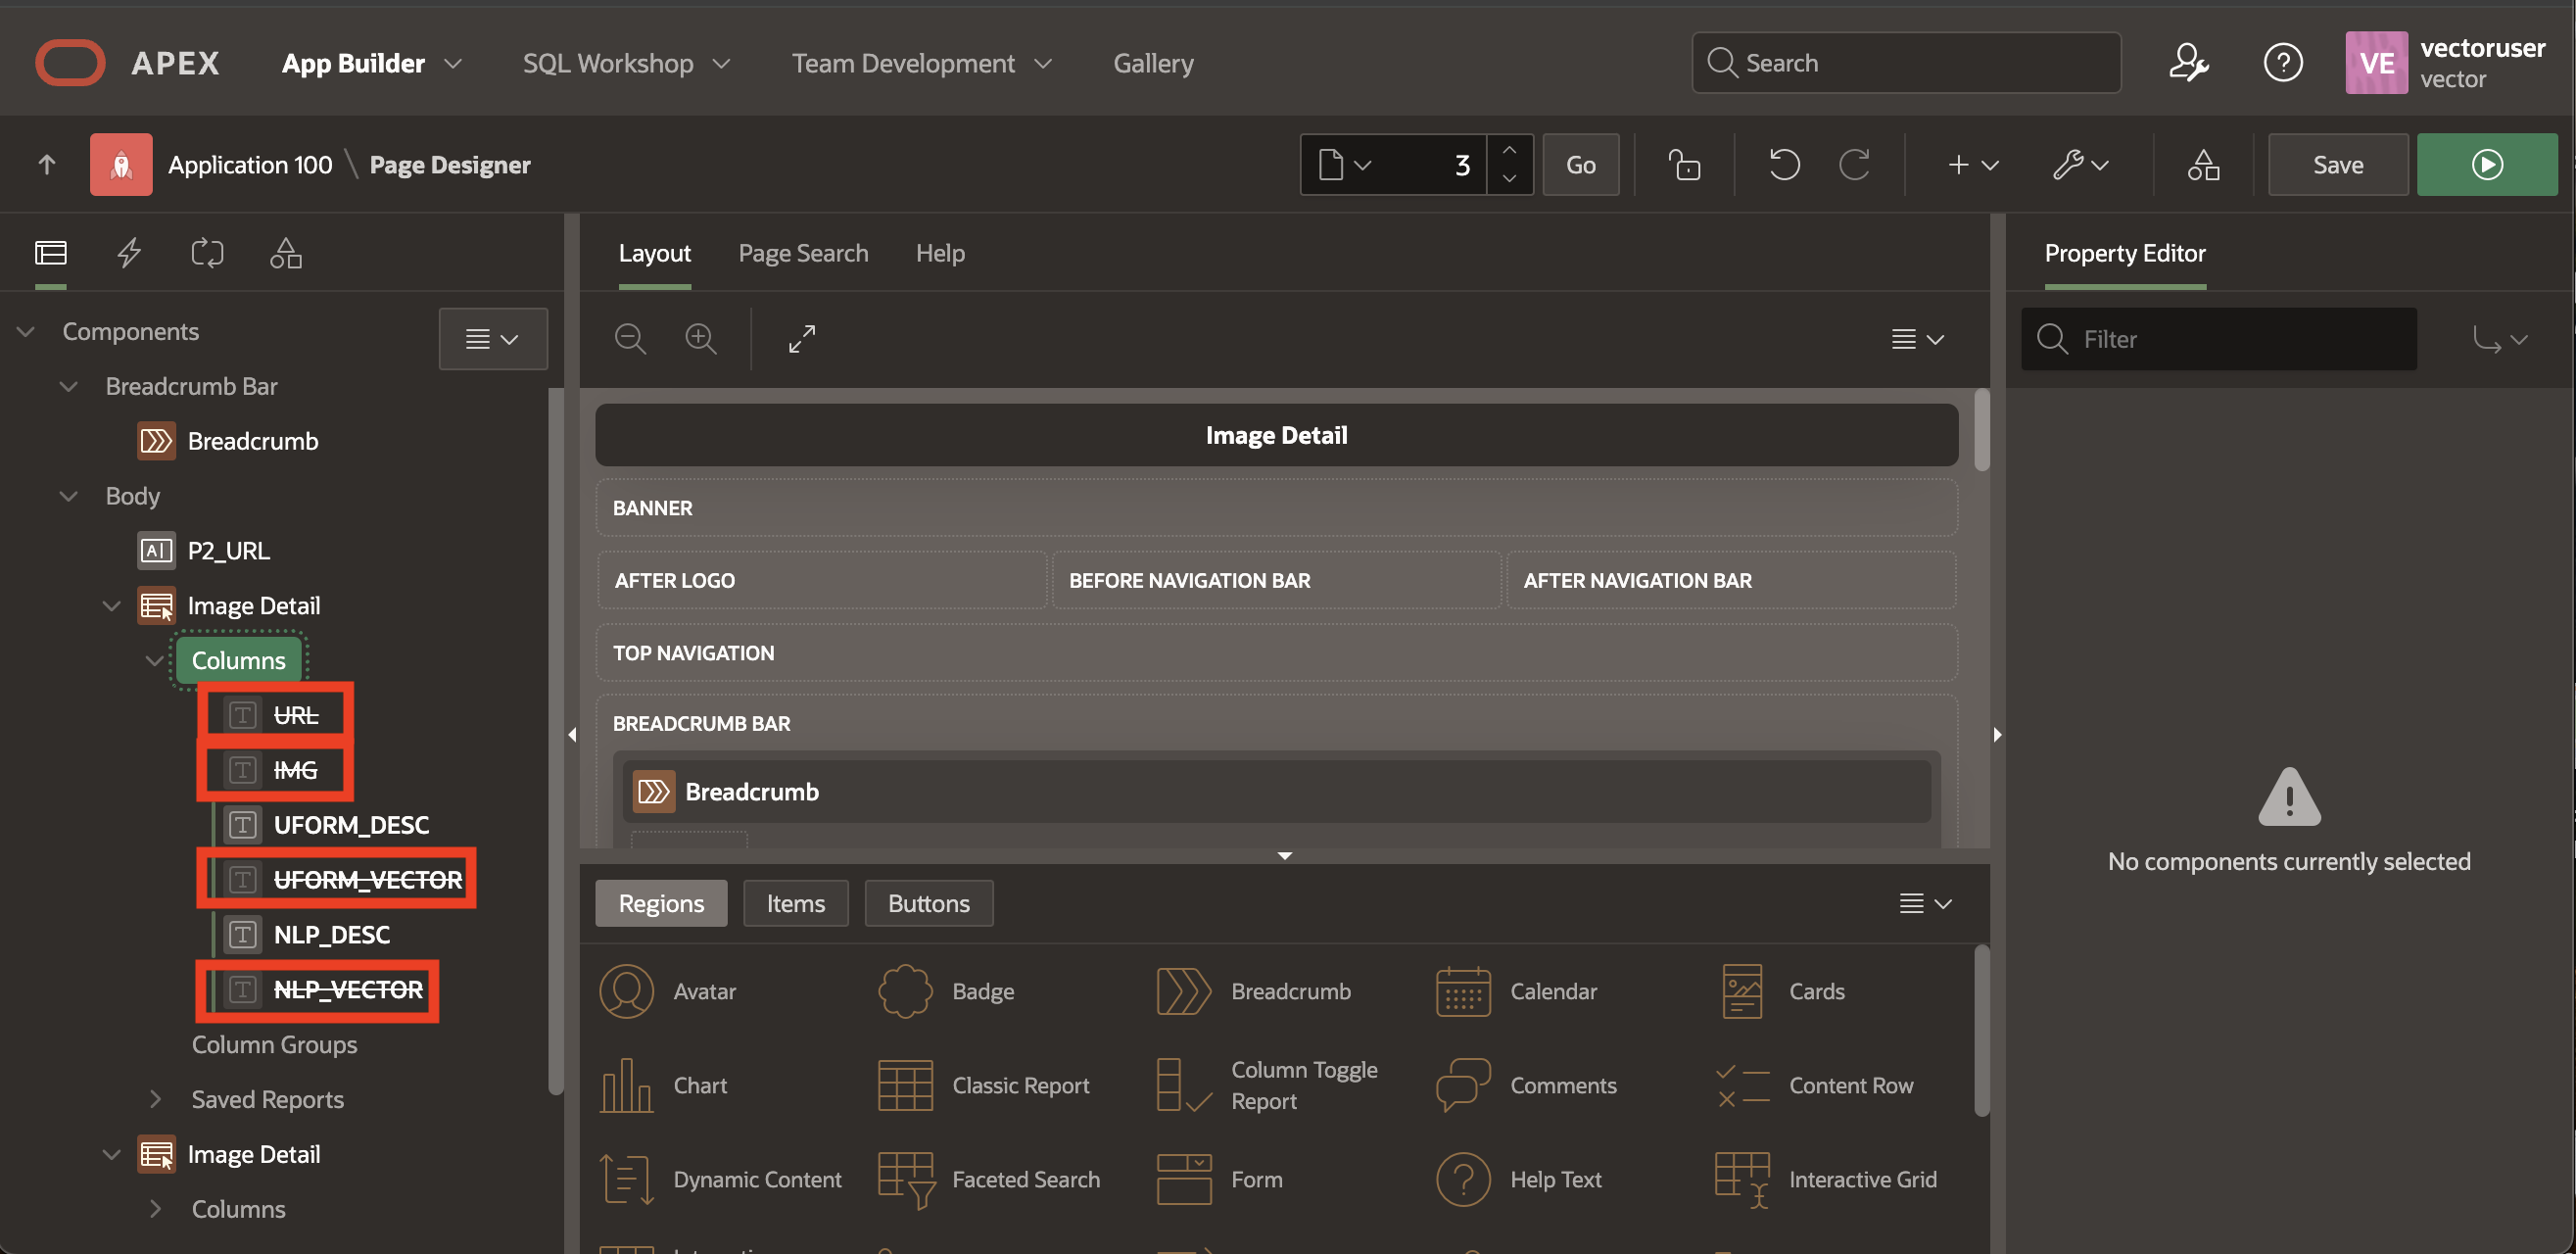 APEX App Builder SQL Workshop Team Development Gallery Search VE vectoruser
vector
Application 100 \ Page Designer 3 Go Save
Layout Page Search Help Property Editor
Components
Filter
Breadcrumb Bar
Breadcrumb
Body
P2_URL
Image Detail
Columns
URL
IMG
UFORM_DESC
UFORM_VECTOR
NLP_DESC
NLP_VECTOR
Column Groups
Saved Reports
Image Detail
Columns
Image Detail
BANNER
AFTER LOGO BEFORE NAVIGATION BAR AFTER NAVIGATION BAR
TOP NAVIGATION
BREADCRUMB BAR
Breadcrumb
Regions Items Buttons
Avatar Badge Breadcrumb Calendar Cards
Chart Classic Report Column Toggle Report Comments Content Row
Dynamic Content Faceted Search Form Help Text Interactive Grid
No components currently selected